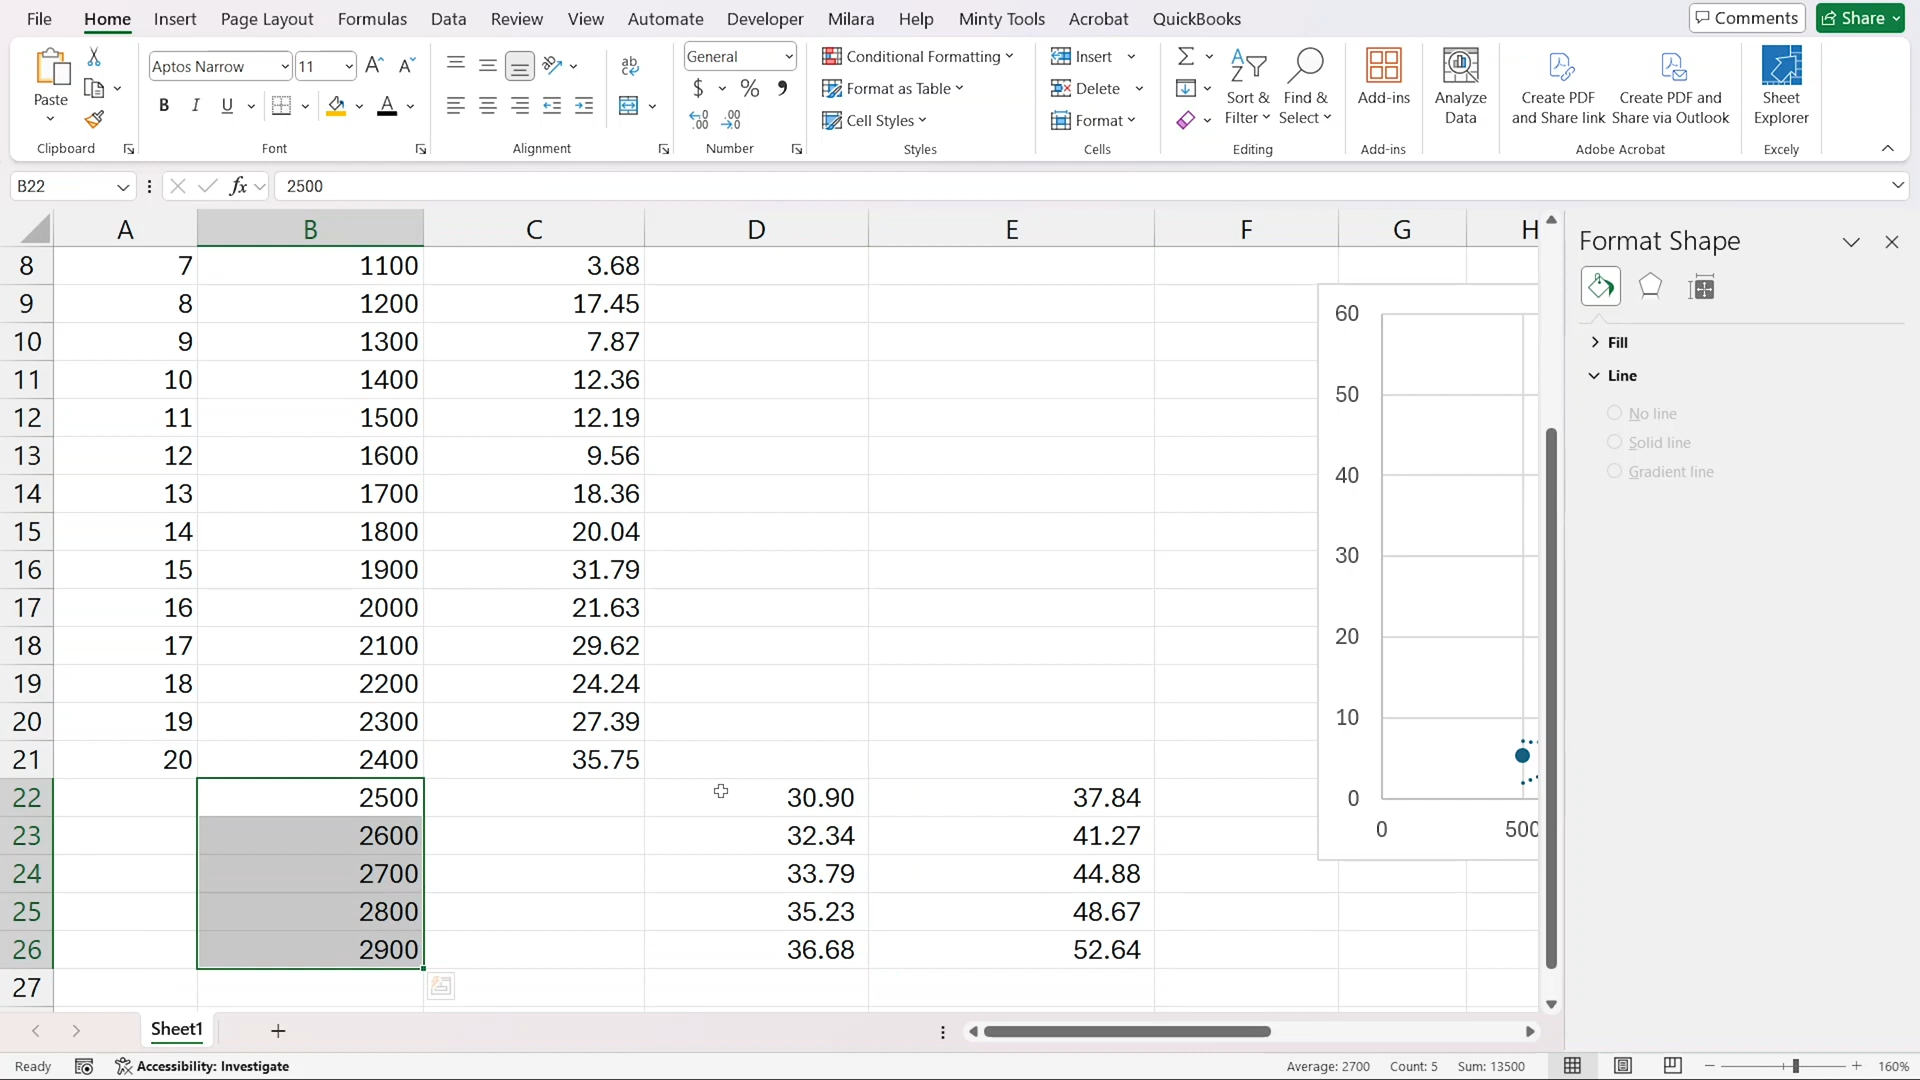 File Home Insert Page Layout Formulas Data Review View Automate Developer Milara Help Minty Tools Acrobat QuickBooks Comments Share
Paste
Clipboard
Aptos Narrow 11
B I U A
Font
ab
c
Alignment
General
$ % 9
Number
Conditional Formatting
Format as Table
Cell Styles
Styles
Insert
Delete
Format
Cells
Sort &
Filter
Find &
Select
Editing
Add-ins
Add-ins
Analyze
Data
Create PDF
and Share link
Create PDF and
Share via Outlook
Adobe Acrobat
Sheet
Explorer
Excely
B22 fx 2500
A B C D E F G H
8 7 1100 3.68
9 8 1200 17.45
10 9 1300 7.87
11 10 1400 12.36
12 11 1500 12.19
13 12 1600 9.56
14 13 1700 18.36
15 14 1800 20.04
16 15 1900 31.79
17 16 2000 21.63
18 17 2100 29.62
19 18 2200 24.24
20 19 2300 27.39
21 20 2400 35.75
22 2500 30.90 37.84
23 2600 32.34 41.27
24 2700 33.79 44.88
25 2800 35.23 48.67
26 2900 36.68 52.64
27
60
50
40
30
20
10
0
0 500
Format Shape
Fill
Line
No line
Solid line
Gradient line
Sheet1
Ready Accessibility: Investigate Average: 2700 Count: 5 Sum: 13500 160%